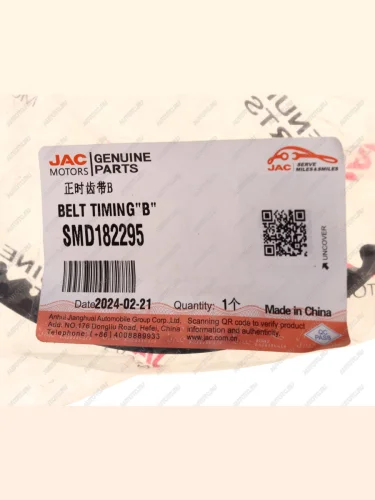 JAC
MOTORS
GENUINE
PARTS
JAC
SERVE
MILES & SMILES
正时齿带B
BELT TIMING"B"
SMD182295
UNCOVER
Date2024-02-21
Quantity: 1个
Made in China
Anhui Jianghuai Automobile Group Corp., Ltd.
Add. NO.176 Dongliu Road, Hefei, China
Telephone: (+86)4008889933
Scanning QR code to verify product
information and authenticity.
www.jac.com.cn
QC
PASS